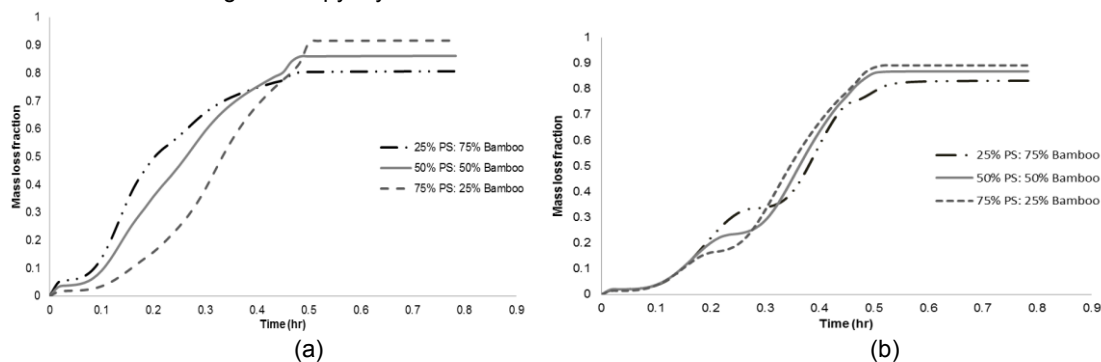 Mass loss fraction
1
0.9
0.8
0.7
0.6
0.5
0.4
0.3
0.2
0.1
0
0 0.1 0.2 0.3 0.4 0.5 0.6 0.7 0.8 0.9
Time (hr)
25% PS: 75% Bamboo
50% PS: 50% Bamboo
75% PS: 25% Bamboo
(a)
Mass loss fraction
1
0.9
0.8
0.7
0.6
0.5
0.4
0.3
0.2
0.1
0
0 0.1 0.2 0.3 0.4 0.5 0.6 0.7 0.8 0.9
Time (hr)
25% PS: 75% Bamboo
50% PS: 50% Bamboo
75% PS: 25% Bamboo
(b)